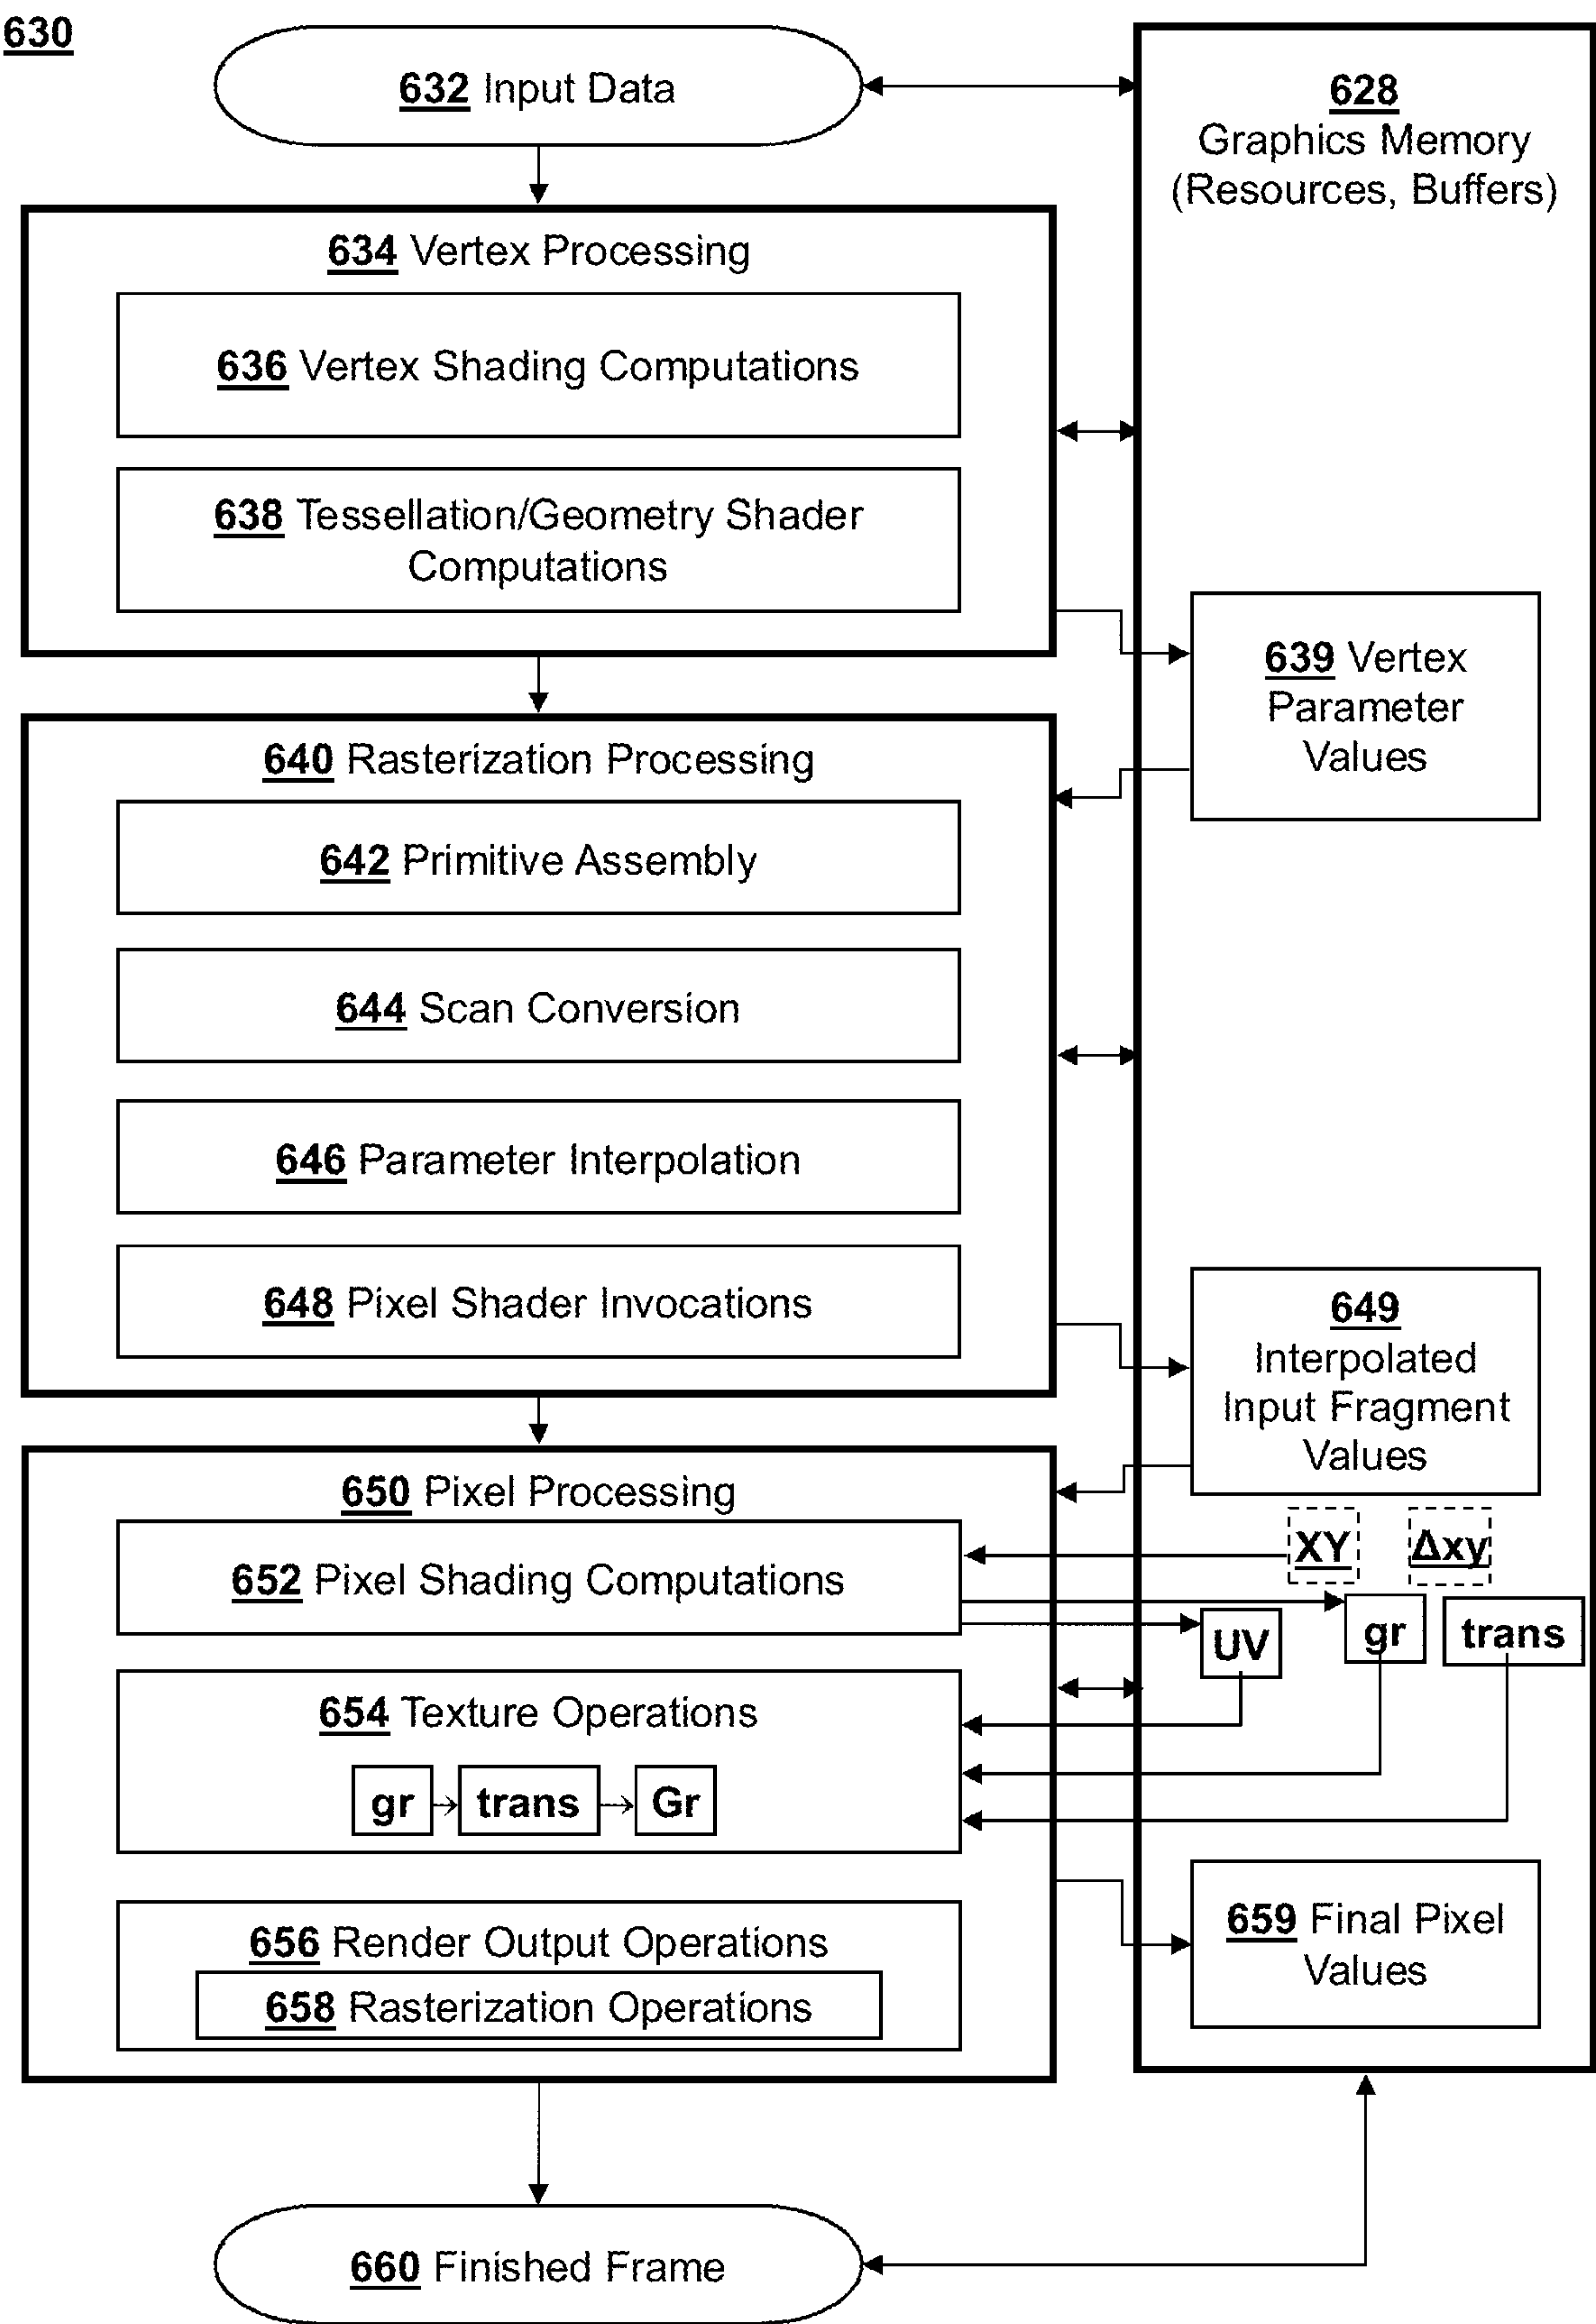 630
632 Input Data
628
Graphics Memory
(Resources, Buffers)
634 Vertex Processing
636 Vertex Shading Computations
638 Tessellation/Geometry Shader
Computations
639 Vertex
Parameter
Values
640 Rasterization Processing
642 Primitive Assembly
644 Scan Conversion
646 Parameter Interpolation
648 Pixel Shader Invocations
649
Interpolated
Input Fragment
Values
650 Pixel Processing
652 Pixel Shading Computations
XY
Δxy
UV
gr
trans
654 Texture Operations
gr
trans
Gr
656 Render Output Operations
658 Rasterization Operations
659 Final Pixel
Values
660 Finished Frame